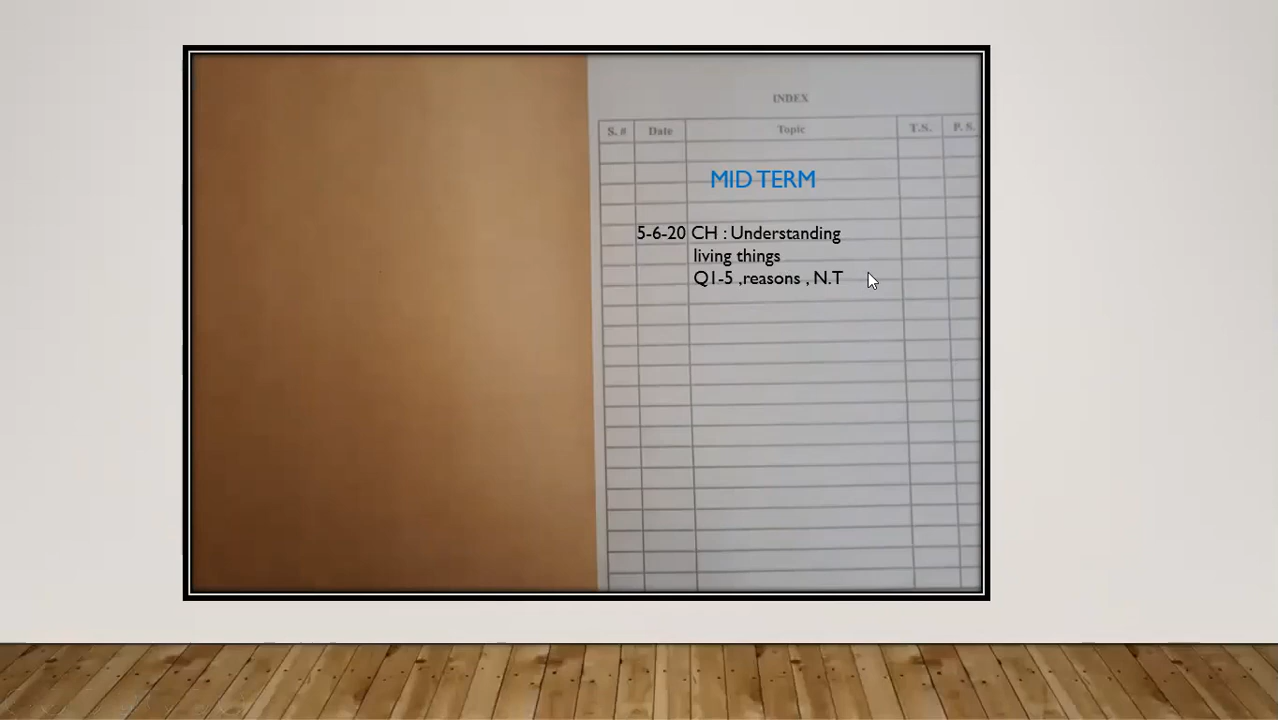 INDEX
S. # Date Topic T.S. P. S.
MID TERM
5-6-20 CH : Understanding
living things
Q1-5 ,reasons , N.T